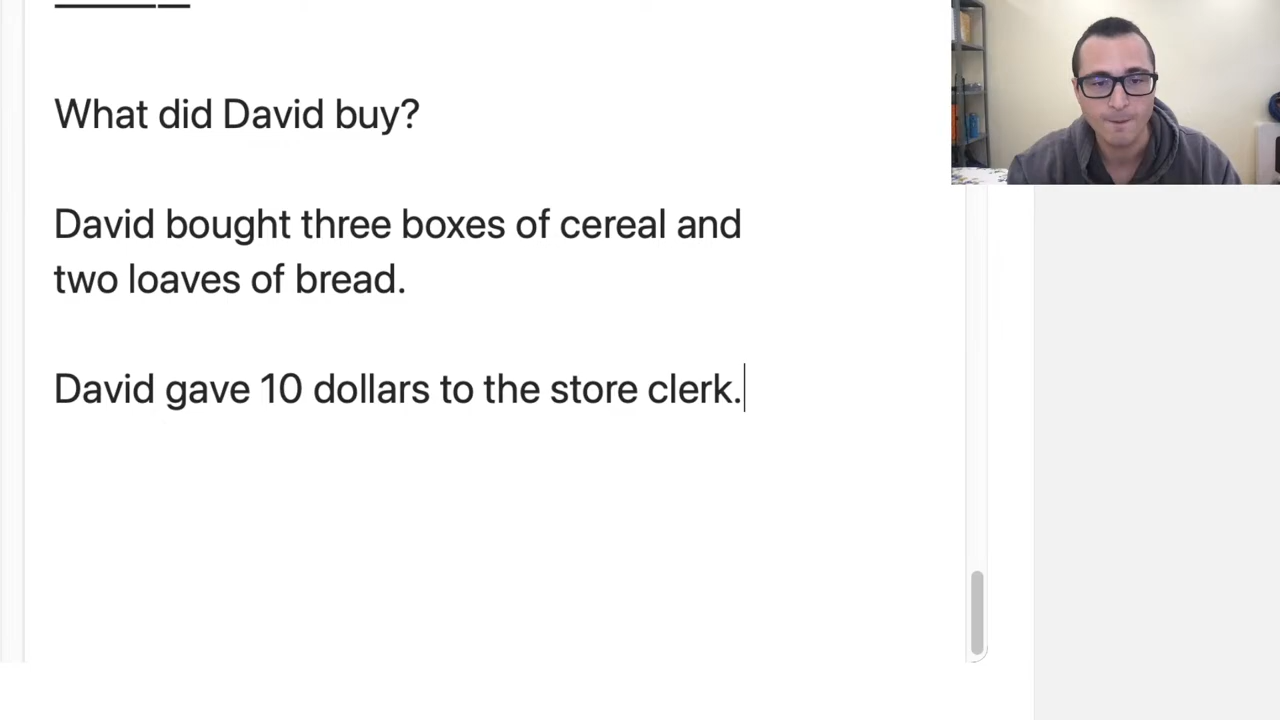 What did David buy?
David bought three boxes of cereal and
two loaves of bread.
David gave 10 dollars to the store clerk.